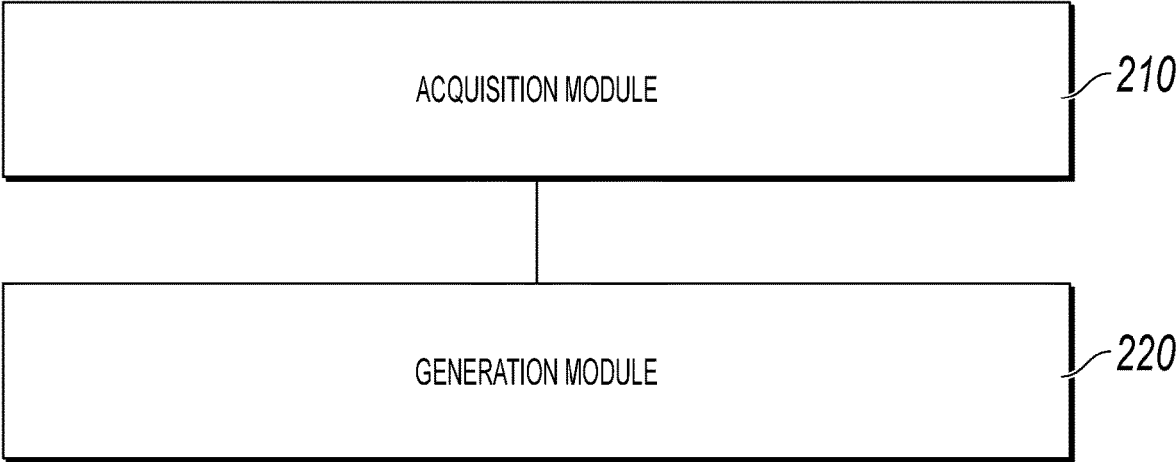 ACQUISITION MODULE
210
GENERATION MODULE
220